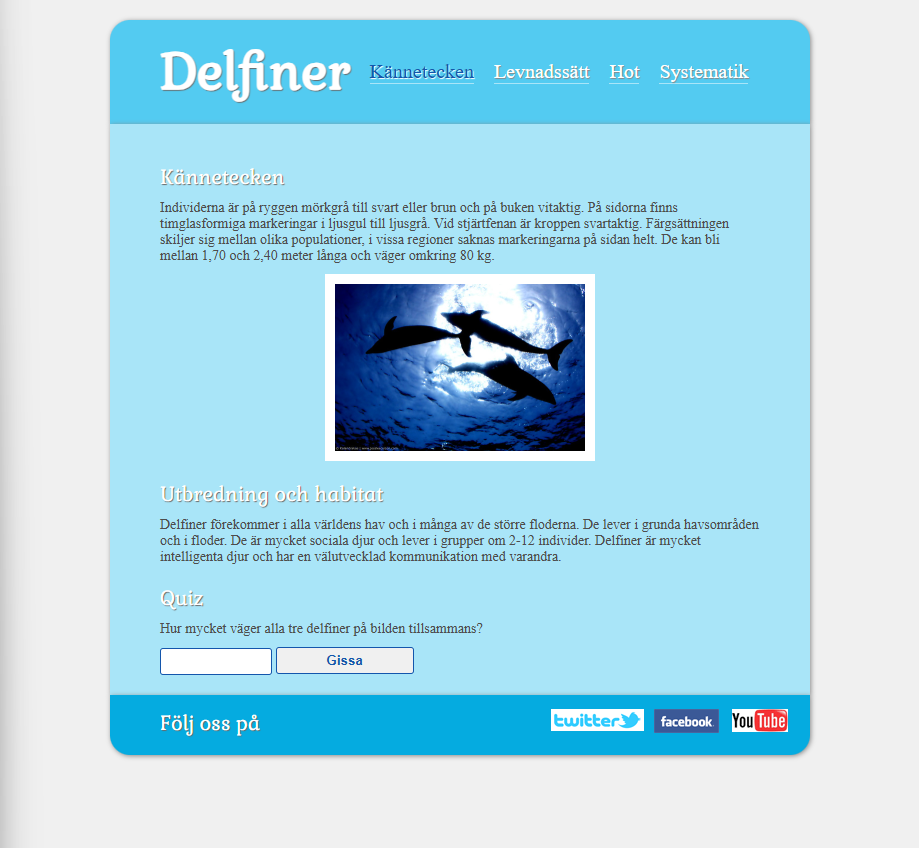 Delfiner
Kännetecken Levnadssätt Hot Systematik
Kännetecken
Individerna är på ryggen mörkgrå till svart eller brun och på buken vitaktig. På sidorna finns
timglasformiga markeringar i ljusgul till ljusgrå. Vid stjärtfenan är kroppen svartaktig. Färgsättningen
skiljer sig mellan olika populationer, i vissa regioner saknas markeringarna på sidan helt. De kan bli
mellan 1,70 och 2,40 meter långa och väger omkring 80 kg.
Utbredning och habitat
Delfiner förekommer i alla världens hav och i många av de större floderna. De lever i grunda havsområden
och i floder. De är mycket sociala djur och lever i grupper om 2-12 individer. Delfiner är mycket
intelligenta djur och har en välutvecklad kommunikation med varandra.
Quiz
Hur mycket väger alla tre delfiner på bilden tillsammans?
Gissa
Följ oss på
twitter facebook YouTube